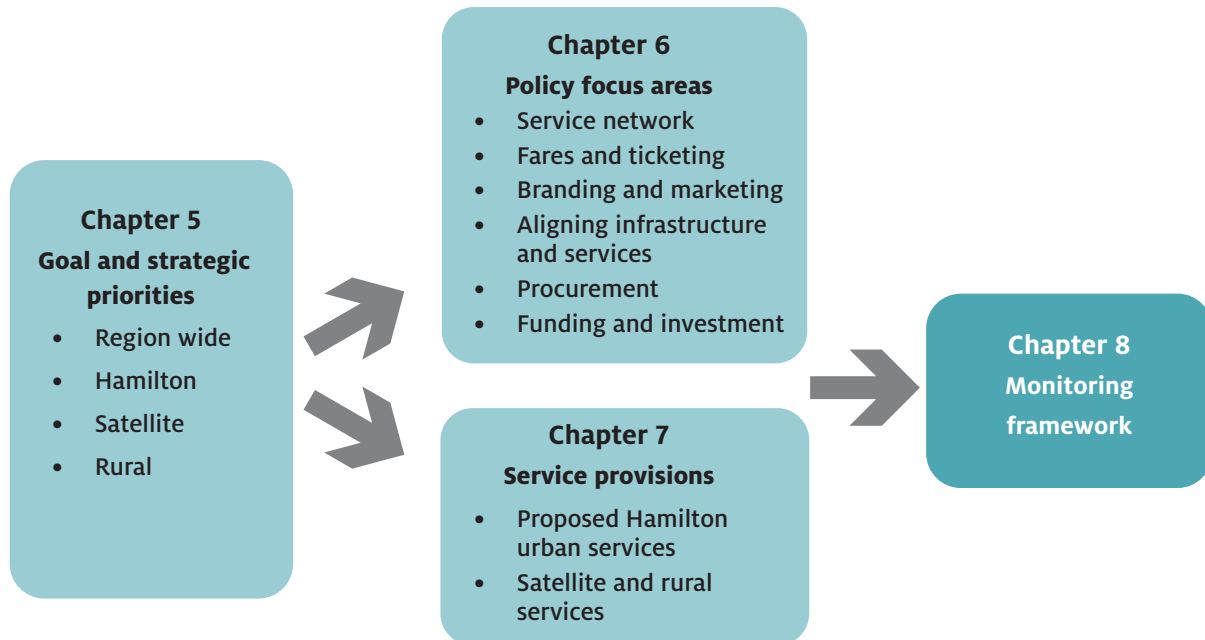 Chapter 5
Goal and strategic
priorities
• Region wide
• Hamilton
• Satellite
• Rural
Chapter 6
Policy focus areas
• Service network
• Fares and ticketing
• Branding and marketing
• Aligning infrastructure
and services
• Procurement
• Funding and investment
Chapter 7
Service provisions
• Proposed Hamilton
urban services
• Satellite and rural
services
Chapter 8
Monitoring
framework